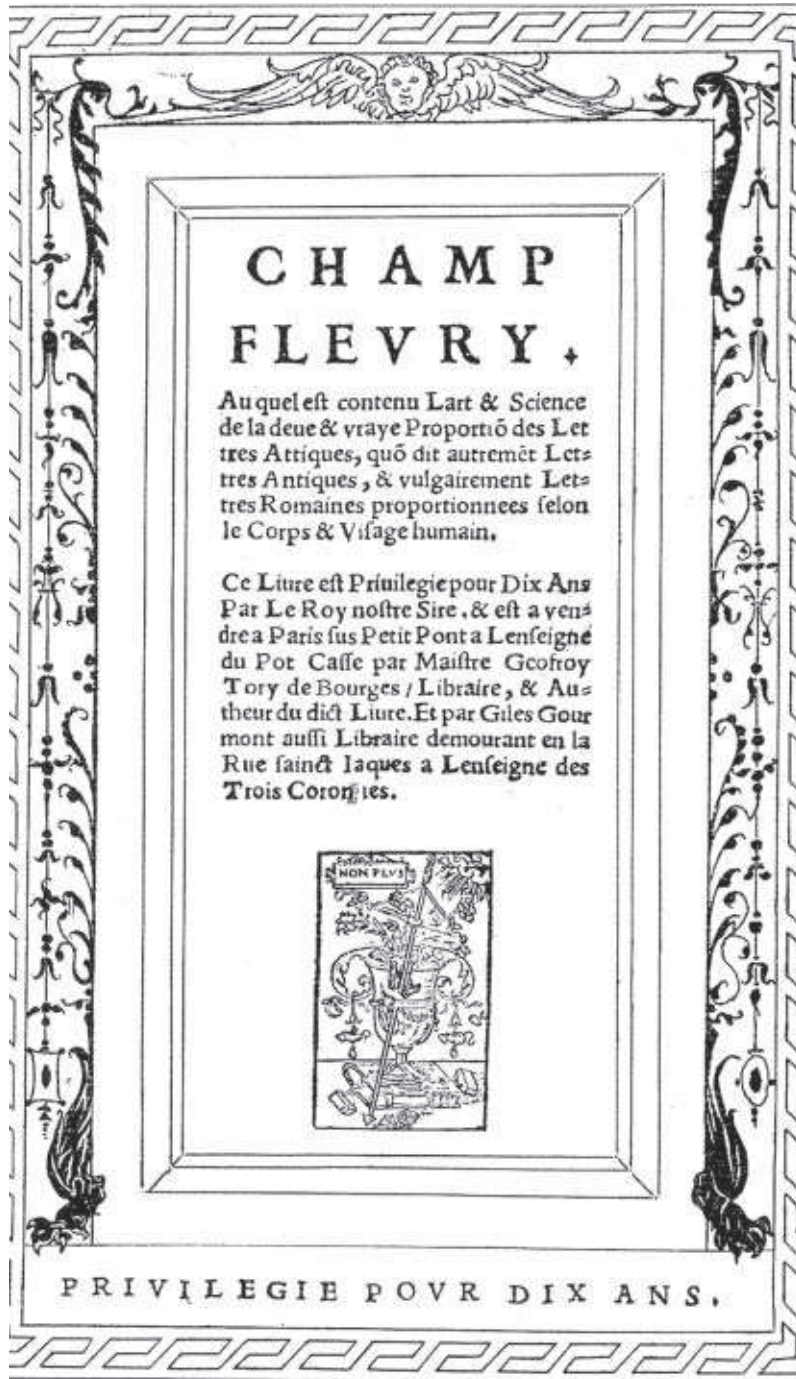 CHAMP
FLEVRY.
Au quel eſt contenu Lart & Science
de la deue & vraye Proportiõ des Let
tres Attiques, quõ dit autremẽt Let⸗
tres Antiques, & vulgairement Let⸗
tres Romaines proportionnees ſelon
le Corps & Viſage humain.
Ce Liure eſt Priuilegie pour Dix Ans
Par Le Roy noſtre Sire. & eſt a ven⸗
dre a Paris ſus Petit Pont a Lenſeigne
du Pot Caſſe par Maiſtre Geofroy
Tory de Bourges / Libraire, & Au⸗
theur du dict Liure. Et par Giles Gour
mont auſſi Libraire demourant en la
Rue ſainct Iaques a Lenſeigne des
Trois Coronnes.
NON PLVS
PRIVILEGIE POVR DIX ANS.